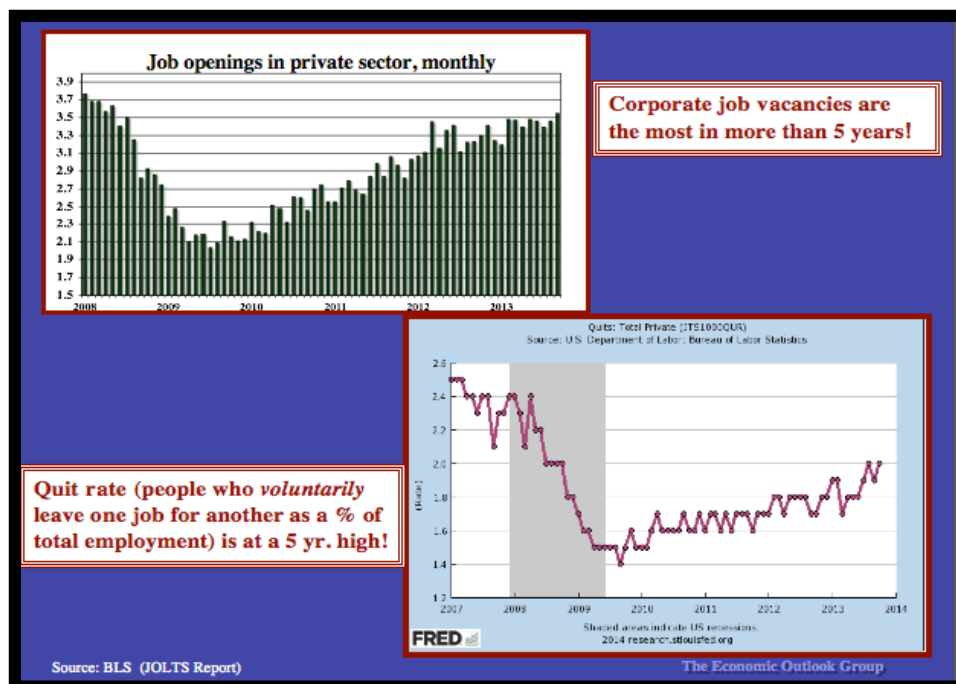 Job openings in private sector, monthly
3.9
3.7
3.5
3.3
3.1
2.9
2.7
2.5
2.3
2.1
1.9
1.7
1.5
2008 2009 2010 2011 2012 2013
Corporate job vacancies are
the most in more than 5 years!
Quits: Total Private (JTS1000QUR)
Source: U.S. Department of Labor: Bureau of Labor Statistics
2.6
2.4
2.2
2.0
1.8
1.6
1.4
1.2
(Rate)
2007 2008 2009 2010 2011 2012 2013 2014
Shaded areas indicate US recessions.
2014 research.stlouisfed.org
FRED
Quit rate (people who voluntarily
leave one job for another as a % of
total employment) is at a 5 yr. high!
Source: BLS (JOLTS Report)
The Economic Outlook Group